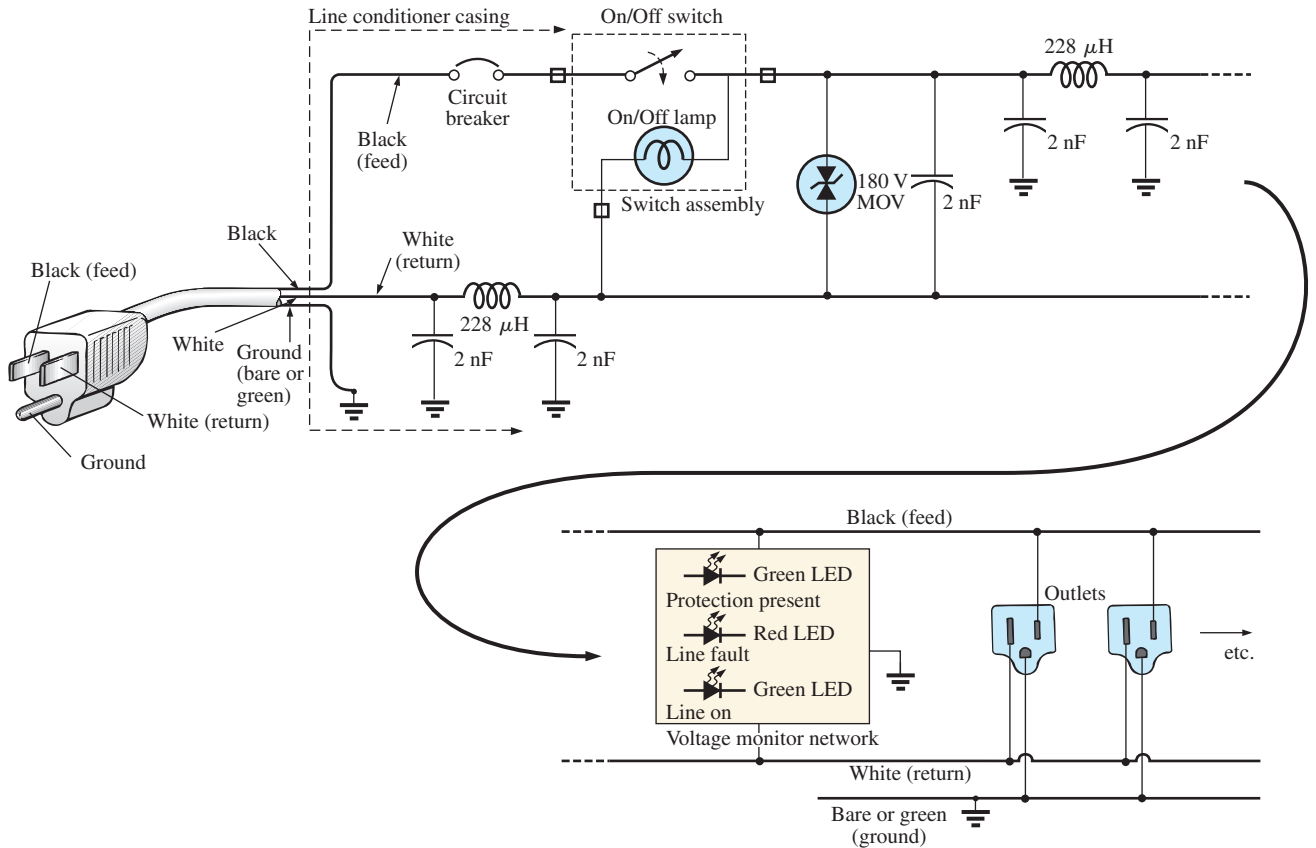 Line conditioner casing
On/Off switch
228 μH
Circuit
breaker
2 nF
2 nF
Black
(feed)
On/Off lamp
180 V
MOV
2 nF
Switch assembly
Black
White
(return)
Black (feed)
228 μH
White
Ground
(bare or
green)
2 nF
2 nF
White (return)
Ground
Black (feed)
Green LED
Protection present
Red LED
Line fault
Green LED
Line on
Voltage monitor network
Outlets
etc.
White (return)
Bare or green
(ground)